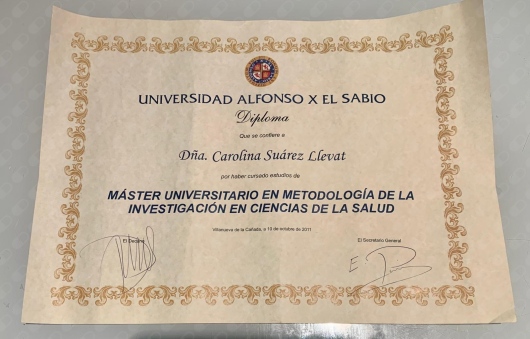 UNIVERSIDAD ALFONSO X EL SABIO
Diploma
Que se confiere a
Dña. Carolina Suárez Llevat
por haber cursado estudios de
MÁSTER UNIVERSITARIO EN METODOLOGÍA DE LA
INVESTIGACIÓN EN CIENCIAS DE LA SALUD
Villanueva de la Cañada, a 10 de octubre de 2011
El Decano
El Secretario General